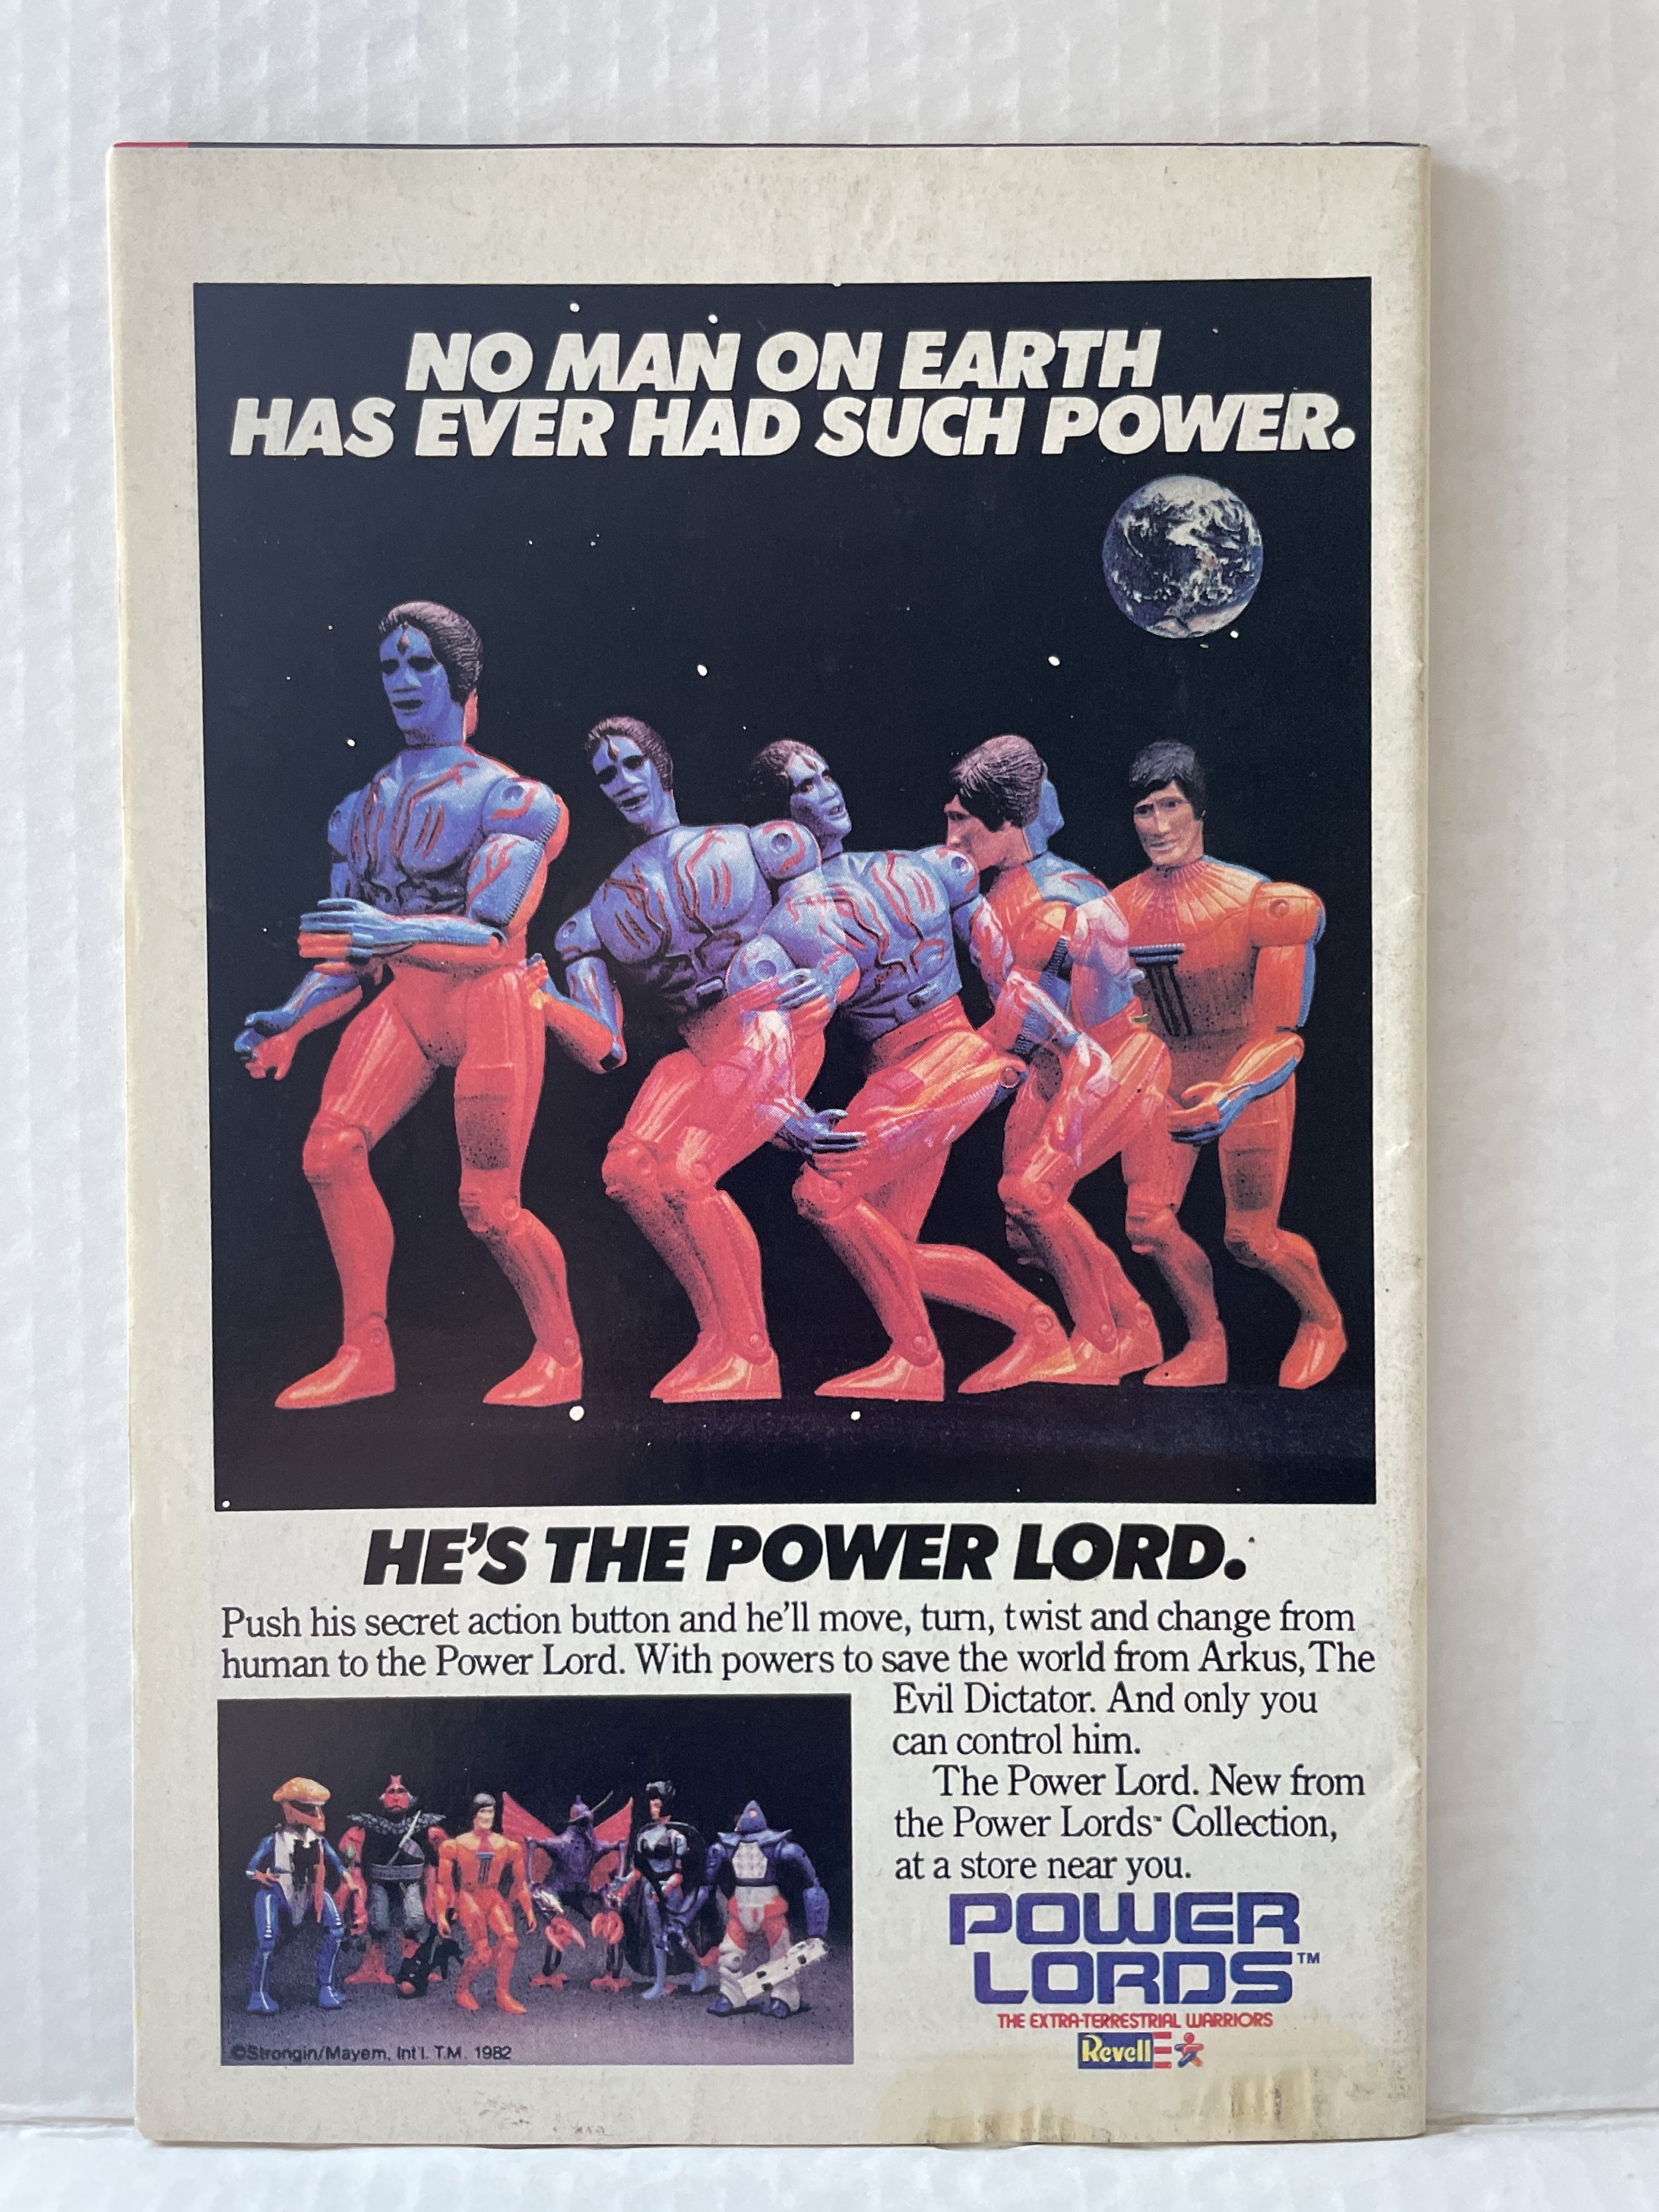 NO MAN ON EARTH
HAS EVER HAD SUCH POWER.
HE'S THE POWER LORD.
Push his secret action button and he'll move, turn, twist and change from
human to the Power Lord. With powers to save the world from Arkus, The
Evil Dictator. And only you
can control him.
The Power Lord. New from
the Power Lords™ Collection,
at a store near you.
POWER
LORDS™
THE EXTRA-TERRESTRIAL WARRIORS
Revell
©Strongin/Mayem, Int'l. T.M. 1982